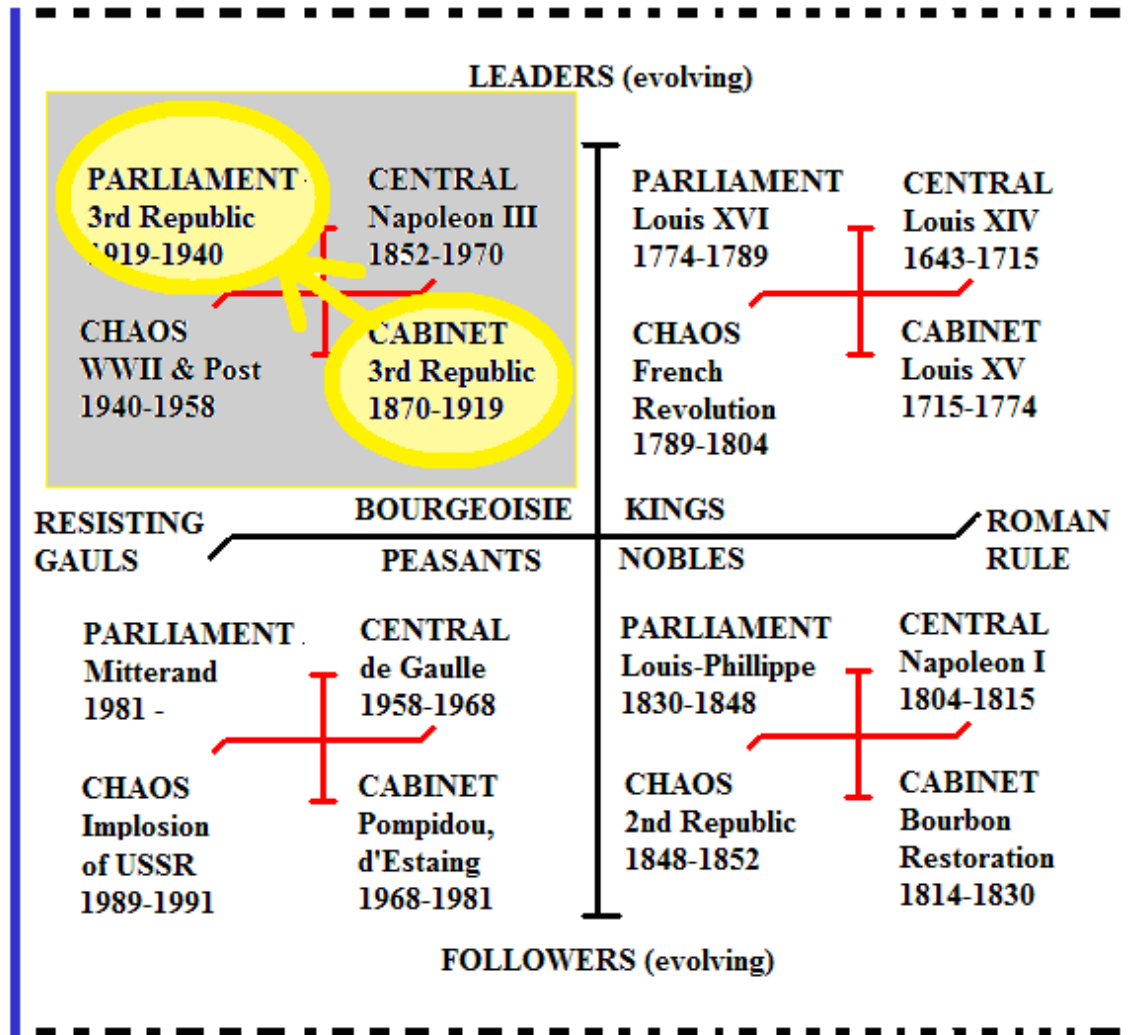 LEADERS (evolving)
PARLIAMENT
3rd Republic
1919-1940
CENTRAL
Napoleon III
1852-1970
CHAOS
WWII & Post
1940-1958
CABINET
3rd Republic
1870-1919
PARLIAMENT
Louis XVI
1774-1789
CENTRAL
Louis XIV
1643-1715
CHAOS
French
Revolution
1789-1804
CABINET
Louis XV
1715-1774
RESISTING
GAULS
BOURGEOISIE
PEASANTS
KINGS
NOBLES
ROMAN
RULE
PARLIAMENT
Mitterand
1981 -
CENTRAL
de Gaulle
1958-1968
CHAOS
Implosion
of USSR
1989-1991
CABINET
Pompidou,
d'Estaing
1968-1981
PARLIAMENT
Louis-Phillippe
1830-1848
CENTRAL
Napoleon I
1804-1815
CHAOS
2nd Republic
1848-1852
CABINET
Bourbon
Restoration
1814-1830
FOLLOWERS (evolving)